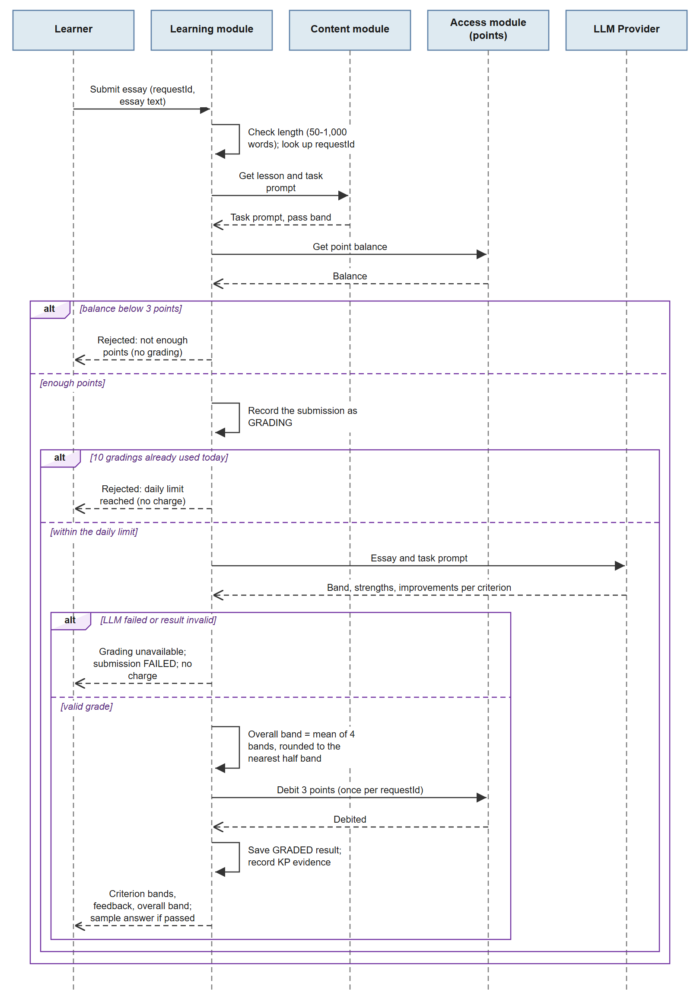 Learner
Learning module
Content module
Access module
(points)
LLM Provider
Submit essay (requestId,
essay text)
Check length (50-1,000
words); look up requestId
Get lesson and task
prompt
Task prompt, pass band
Get point balance
Balance
alt
[balance below 3 points]
Rejected: not enough
points (no grading)
[enough points]
Record the submission as
GRADING
alt
[10 gradings already used today]
Rejected: daily limit
reached (no charge)
[within the daily limit]
Essay and task prompt
Band, strengths, improvements per criterion
alt
[LLM failed or result invalid]
Grading unavailable;
submission FAILED; no
charge
[valid grade]
Overall band = mean of 4
bands, rounded to the
nearest half band
Debit 3 points (once per requestId)
Debited
Save GRADED result;
record KP evidence
Criterion bands,
feedback, overall band;
sample answer if passed